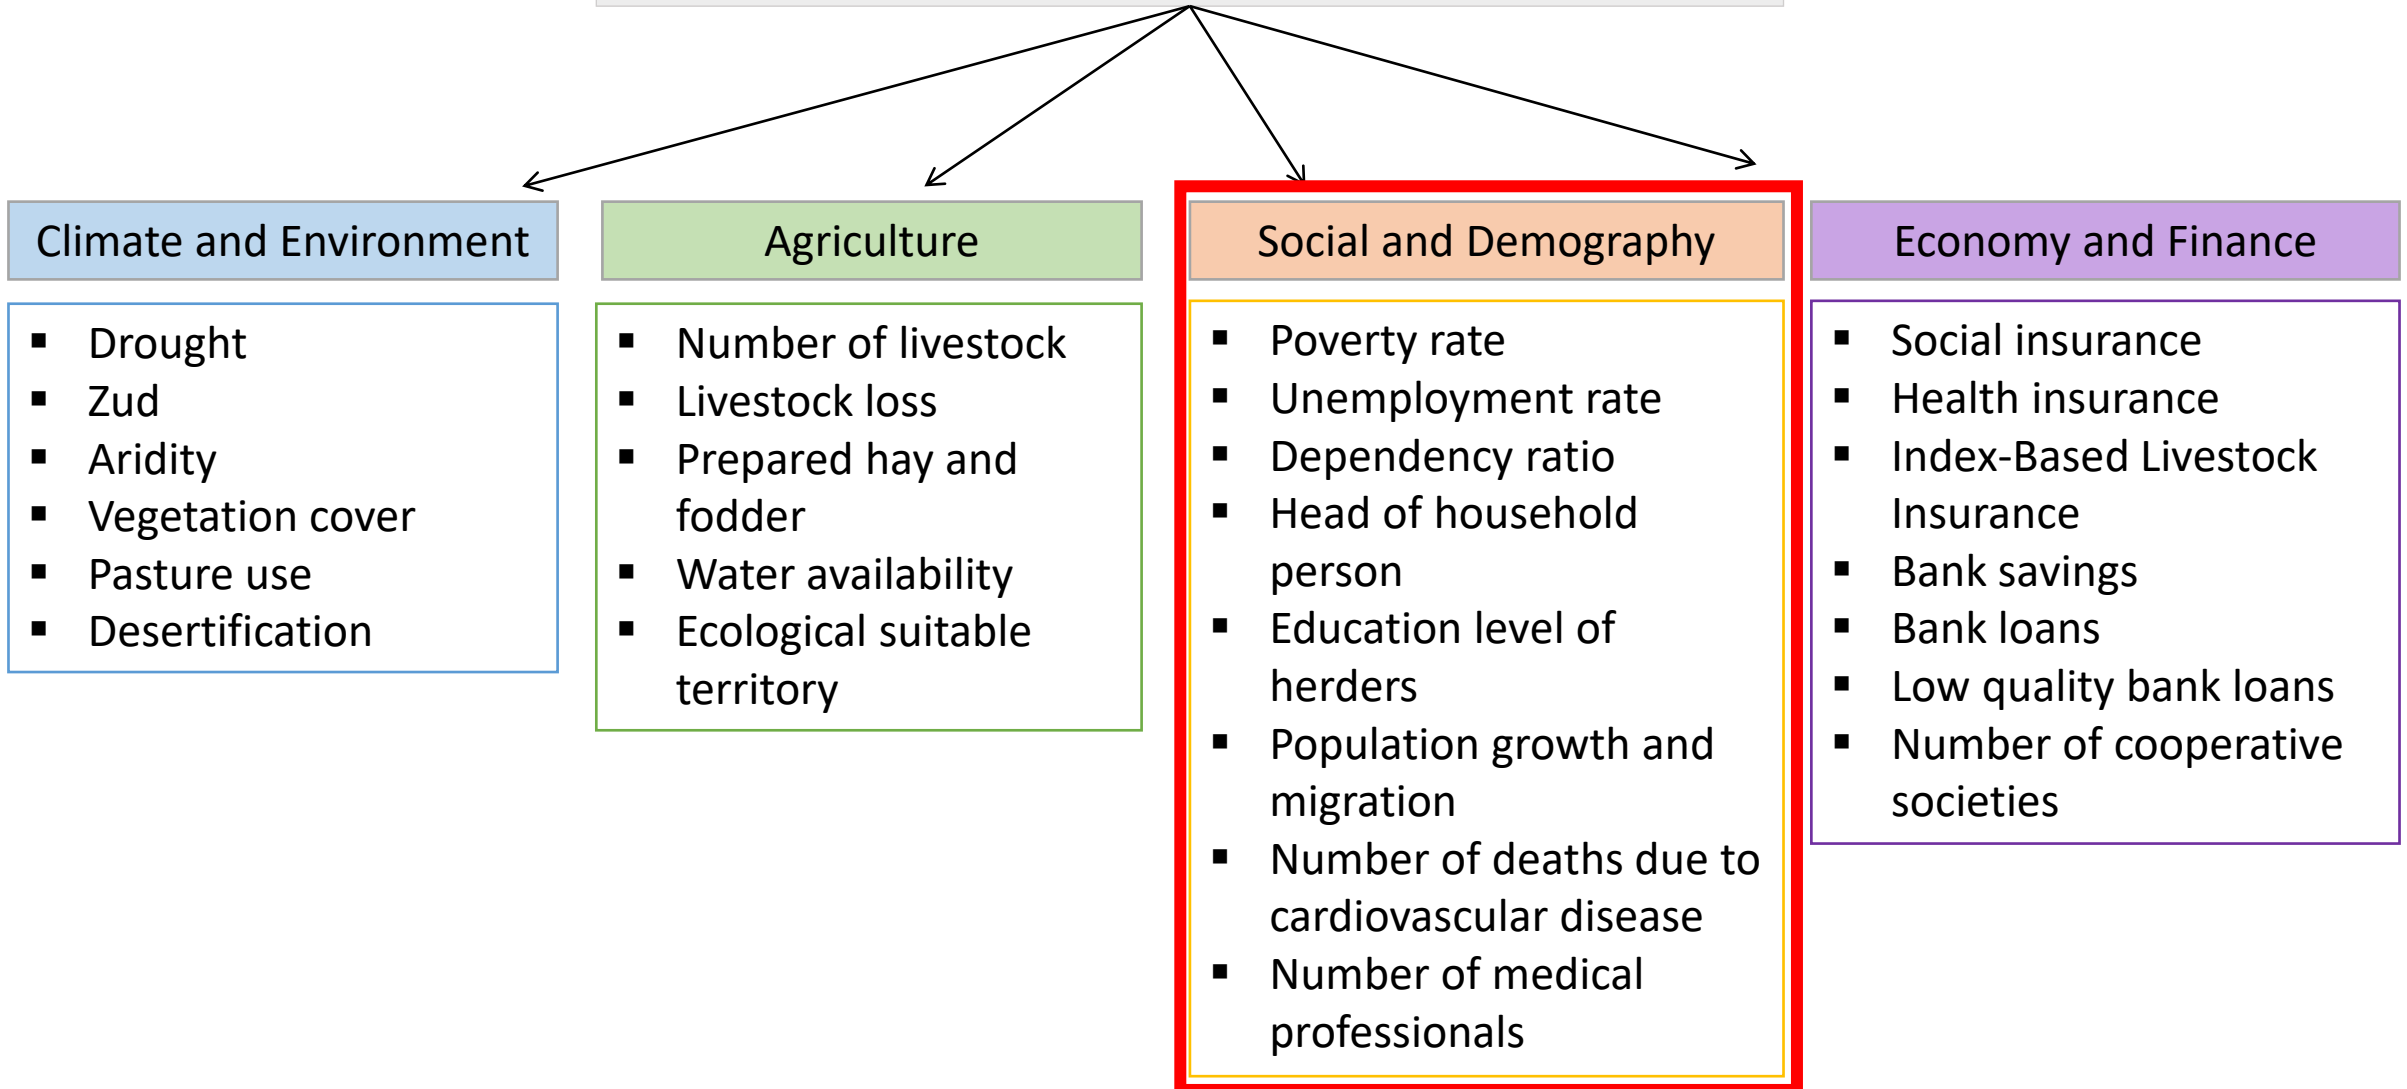 Climate and Environment
▪ Drought
▪ Zud
▪ Aridity
▪ Vegetation cover
▪ Pasture use
▪ Desertification
Agriculture
▪ Number of livestock
▪ Livestock loss
▪ Prepared hay and
fodder
▪ Water availability
▪ Ecological suitable
territory
Social and Demography
▪ Poverty rate
▪ Unemployment rate
▪ Dependency ratio
▪ Head of household
person
▪ Education level of
herders
▪ Population growth and
migration
▪ Number of deaths due to
cardiovascular disease
▪ Number of medical
professionals
Economy and Finance
▪ Social insurance
▪ Health insurance
▪ Index-Based Livestock
Insurance
▪ Bank savings
▪ Bank loans
▪ Low quality bank loans
▪ Number of cooperative
societies